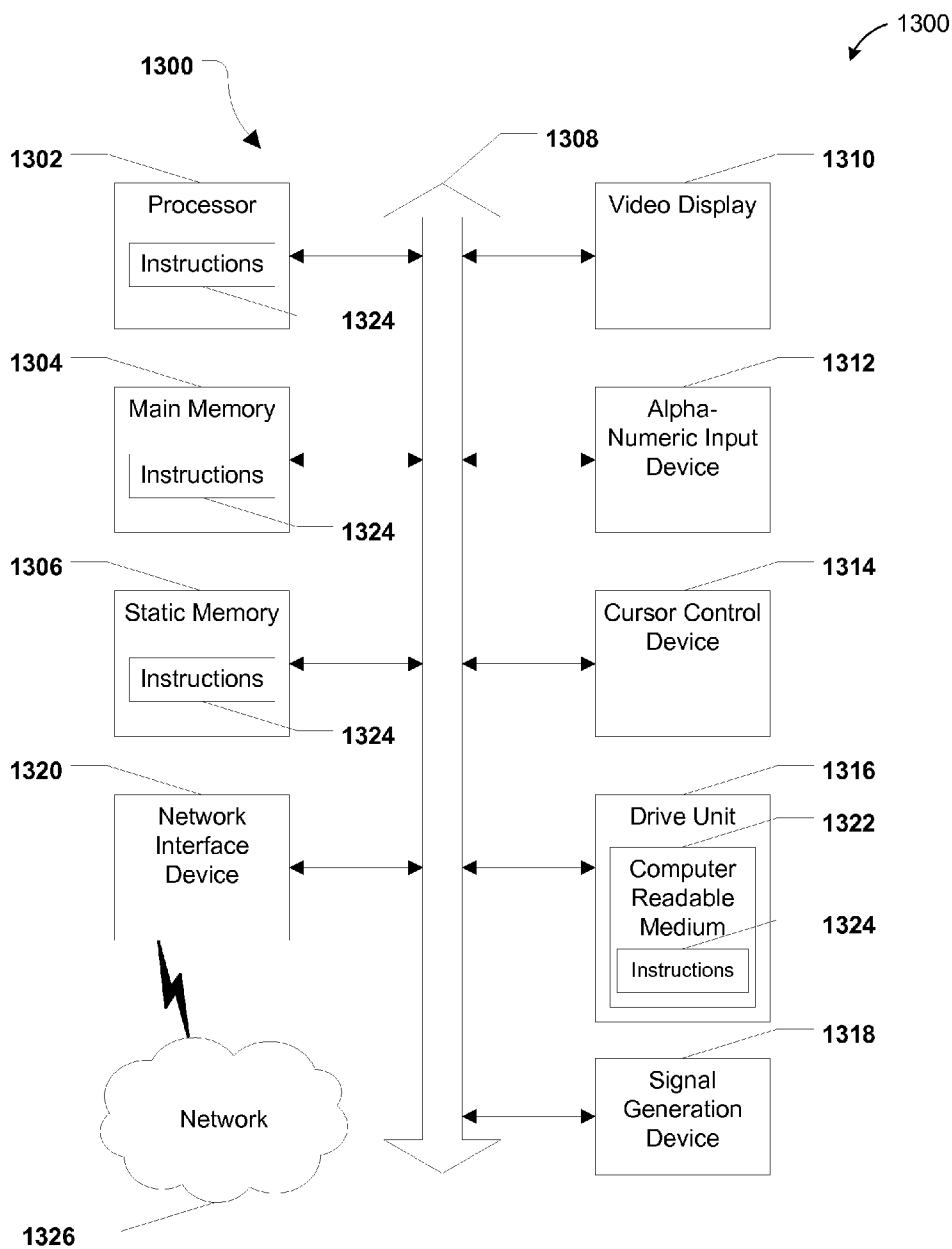 1300
1300
1308
1302
Processor
Instructions
1324
1310
Video Display
1304
Main Memory
Instructions
1324
1312
Alpha-
Numeric Input
Device
1306
Static Memory
Instructions
1324
1314
Cursor Control
Device
1320
Network
Interface
Device
1316
Drive Unit
1322
Computer
Readable
Medium
1324
Instructions
1318
Signal
Generation
Device
Network
1326